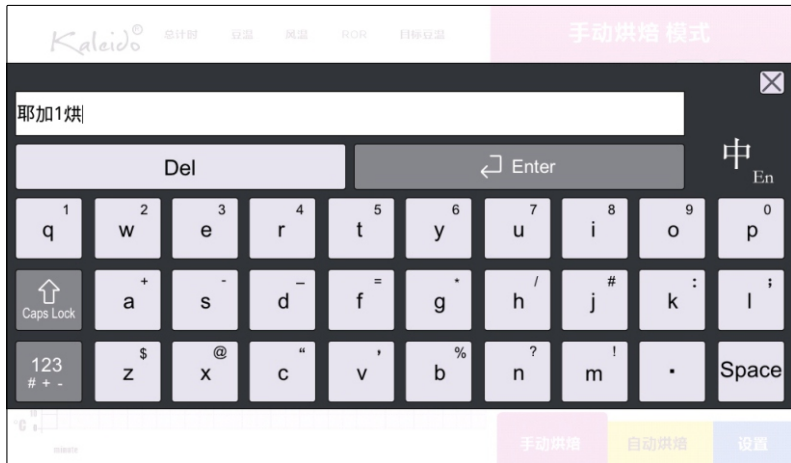 Kaleido® 总计时 豆温 风温 ROR 目标豆温 手动烘焙 模式
耶加1烘
Del Enter 中 En
q 1 w 2 e 3 r 4 t 5 y 6 u 7 i 8 o 9 p 0
Caps Lock a + s - d _ f = g * h / j # k : l ;
123 # + - z $ x @ c “ v , b % n ? m ! . Space
°C
手动烘焙 自动烘焙 设置